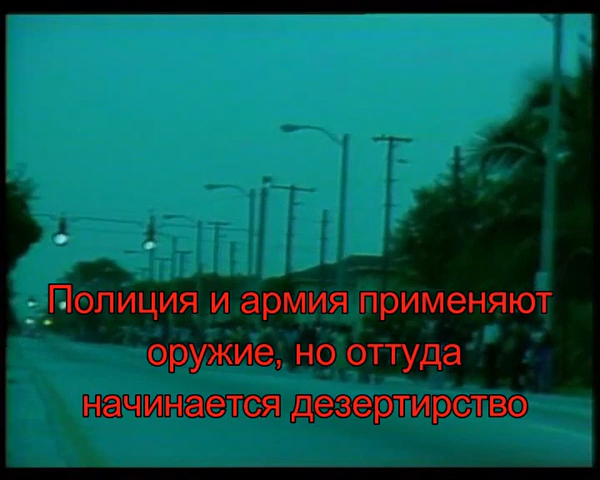 Полиция и армия применяют
оружие, но оттуда
начинается дезертирство